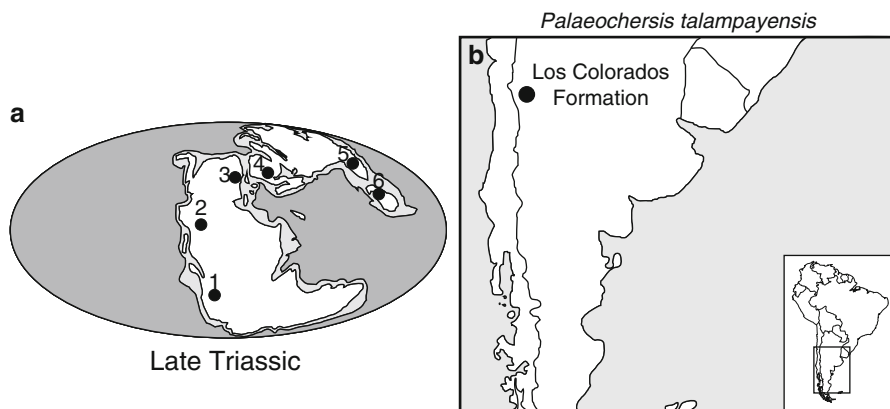 Palaeochersis talampayensis
a
1
2
3
4
5
6
Late Triassic
b
Los Colorados
Formation